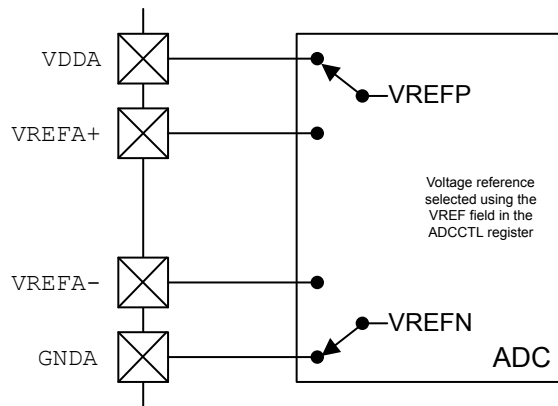 VDDA
VREFP
VREFA+
Voltage reference
selected using the
VREF field in the
ADCCTL register
VREFA-
VREFN
GNDA
ADC